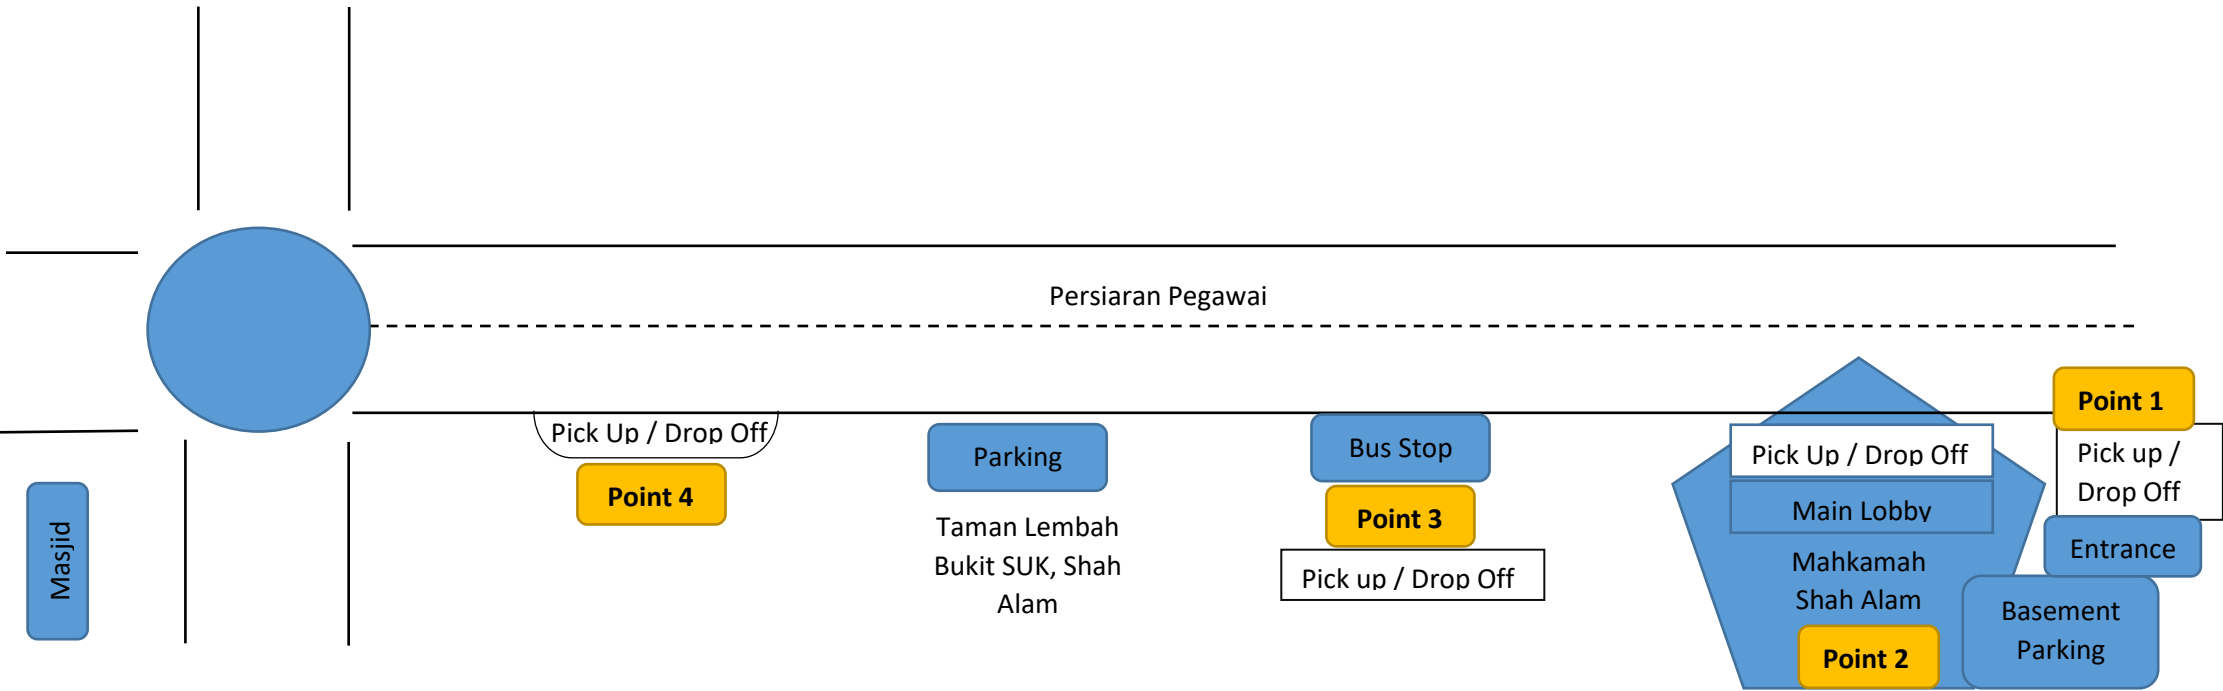 Persiaran Pegawai
Masjid
Pick Up / Drop Off
Point 4
Parking
Taman Lembah
Bukit SUK, Shah
Alam
Bus Stop
Point 3
Pick up / Drop Off
Pick Up / Drop Off
Main Lobby
Mahkamah
Shah Alam
Point 2
Point 1
Pick up /
Drop Off
Entrance
Basement
Parking